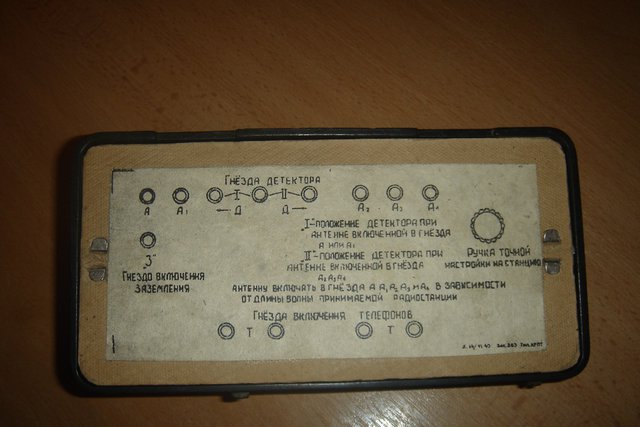 Гнёзда детектора
А А₁ I II А₂ А₃ А₄
← Д Д →
I-положение детектора при
антенне включенной в гнёзда
А или А₁
"З"
II-положение детектора при
антенне включенной в гнёзда
А₂ А₃ А₄
Ручка точной
настройки на станцию
Гнездо включения
заземления
Антенну включать в гнёзда А А₁ А₂ А₃ и А₄ в зависимости
от длины волны принимаемой радиостанции
Гнёзда включения телефонов
Т Т
Зак. 363